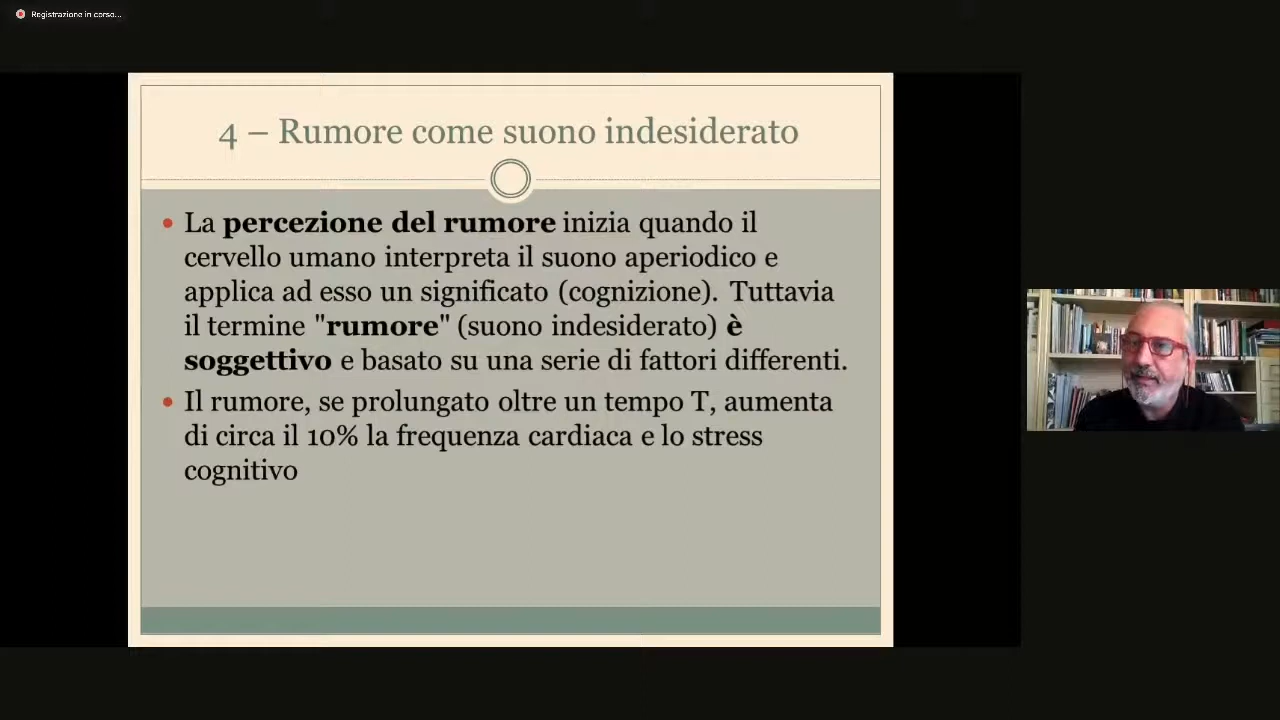 Registrazione in corso...
4 – Rumore come suono indesiderato
• La percezione del rumore inizia quando il
cervello umano interpreta il suono aperiodico e
applica ad esso un significato (cognizione). Tuttavia
il termine "rumore" (suono indesiderato) è
soggettivo e basato su una serie di fattori differenti.
• Il rumore, se prolungato oltre un tempo T, aumenta
di circa il 10% la frequenza cardiaca e lo stress
cognitivo